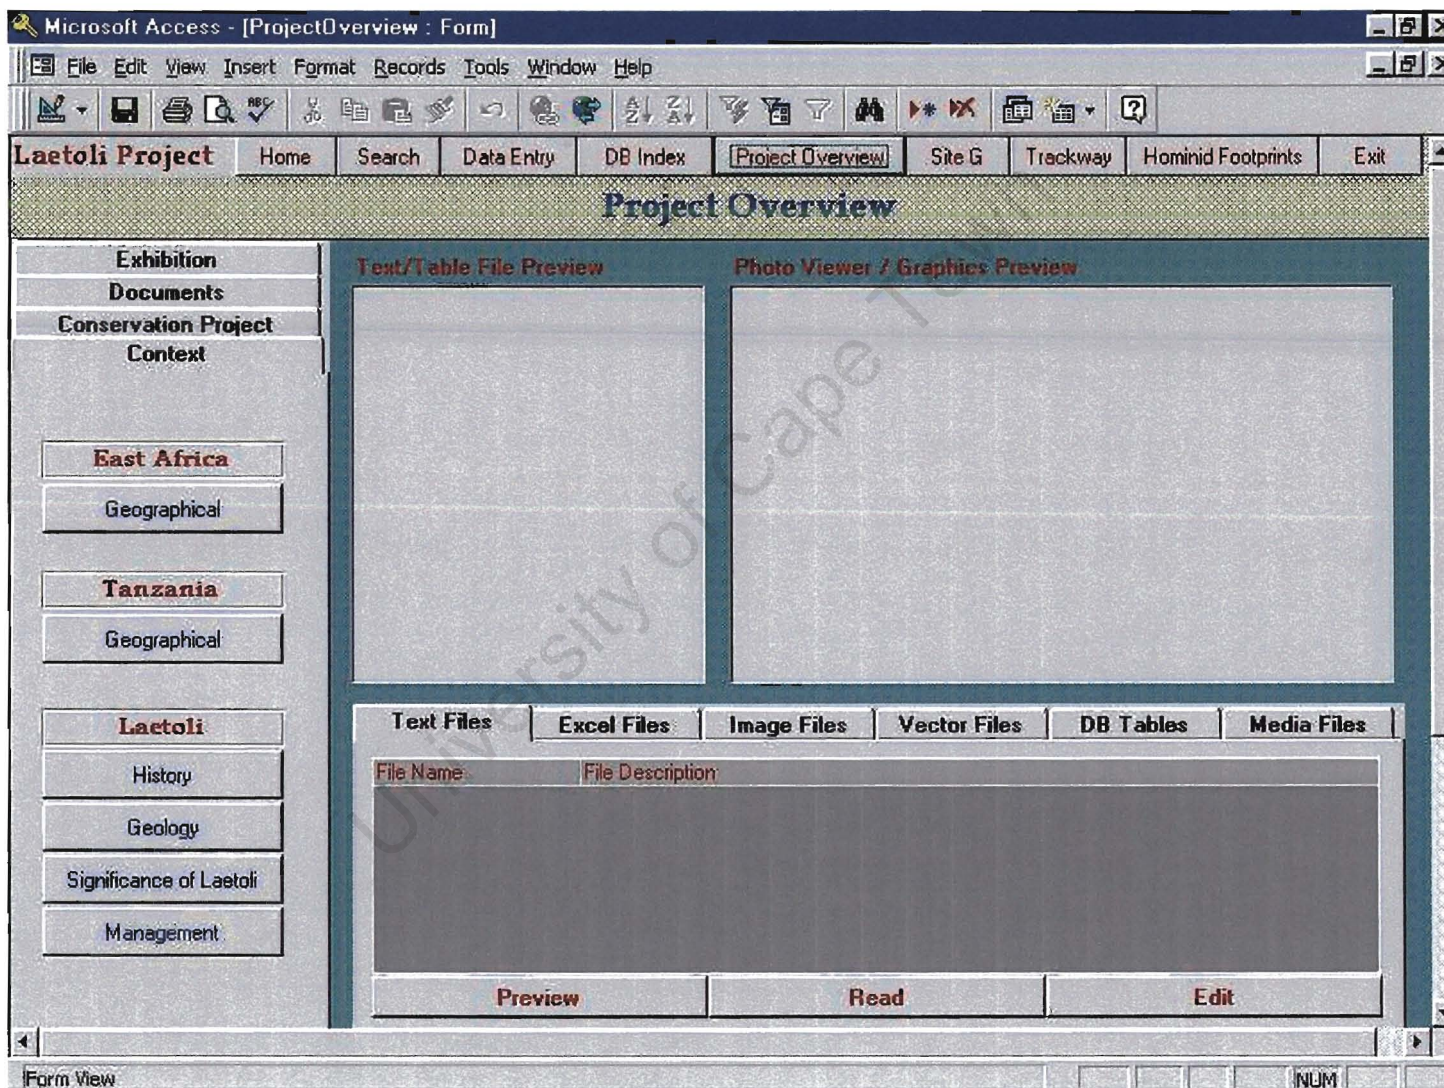 Microsoft Access - [ProjectOverview : Form]
File Edit View Insert Format Records Tools Window Help
Laetoli Project Home Search Data Entry DB Index Project Overview Site G Trackway Hominid Footprints Exit
Project Overview
Exhibition
Documents
Conservation Project
Context
East Africa
Geographical
Tanzania
Geographical
Laetoli
History
Geology
Significance of Laetoli
Management
Text/Table File Preview
Photo Viewer / Graphics Preview
Text Files Excel Files Image Files Vector Files DB Tables Media Files
File Name File Description
Preview Read Edit
Form View NUM
University of Cape Town